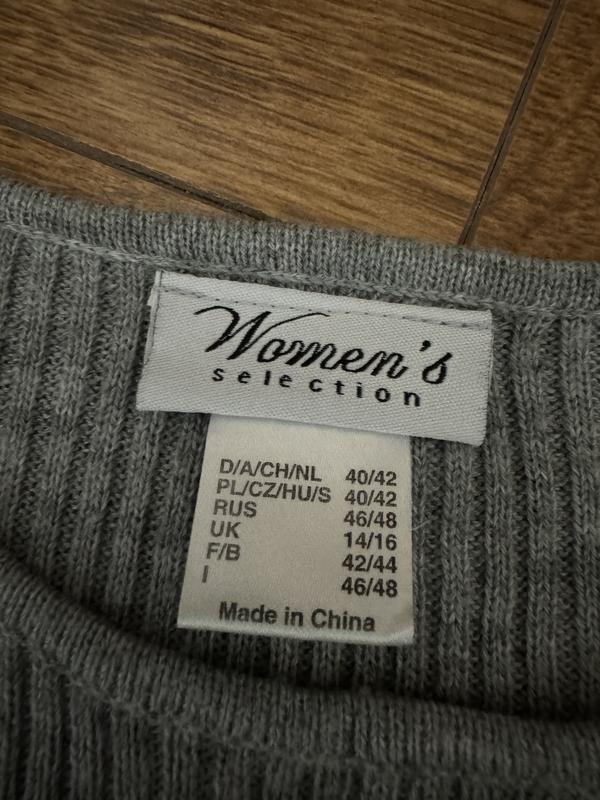 Women's
selection
D/A/CH/NL 40/42
PL/CZ/HU/S 40/42
RUS 46/48
UK 14/16
F/B 42/44
I 46/48
Made in China